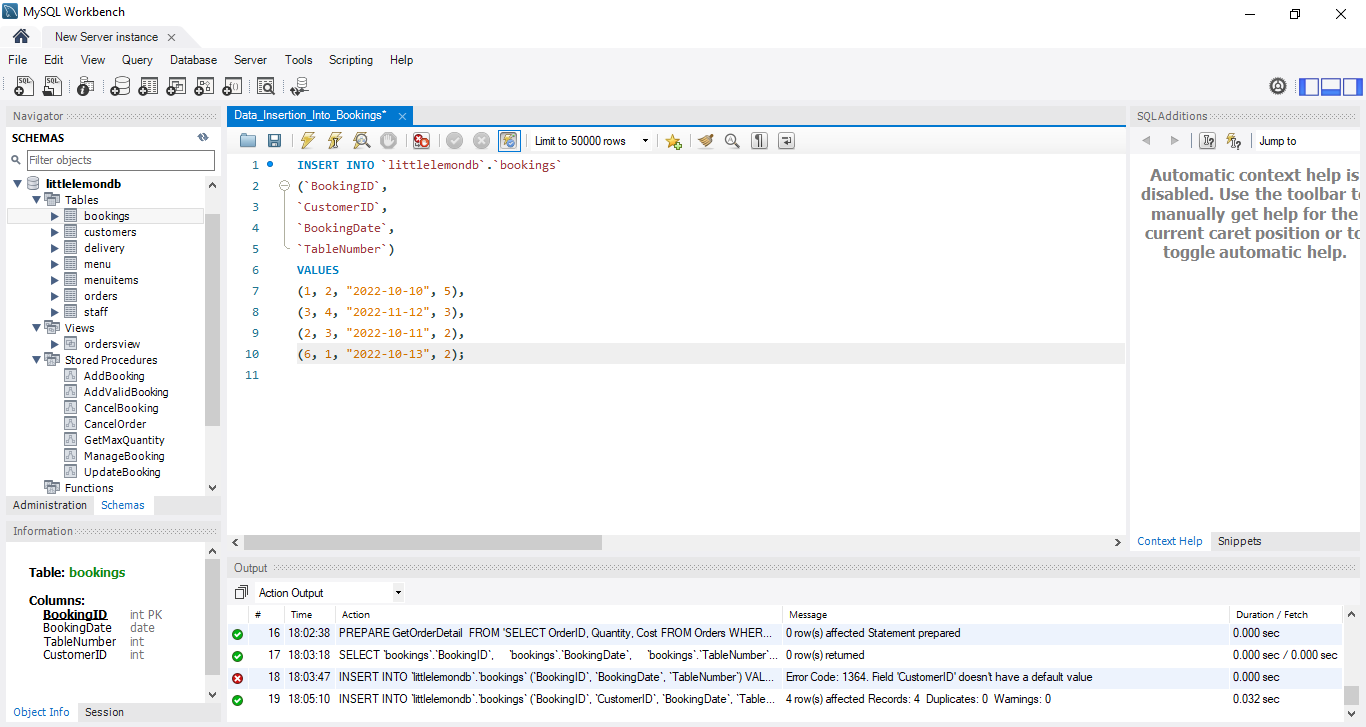 MySQL Workbench
New Server instance
File Edit View Query Database Server Tools Scripting Help
Navigator
SCHEMAS
Filter objects
littlelemondb
Tables
bookings
customers
delivery
menu
menuitems
orders
staff
Views
ordersview
Stored Procedures
AddBooking
AddValidBooking
CancelBooking
CancelOrder
GetMaxQuantity
ManageBooking
UpdateBooking
Functions
Administration Schemas
Information
Table: bookings
Columns:
BookingID int PK
BookingDate date
TableNumber int
CustomerID int
Object Info Session
Data_Insertion_Into_Bookings*
Limit to 50000 rows
1 INSERT INTO `littlelemondb`.`bookings`
2 (`BookingID`,
3 `CustomerID`,
4 `BookingDate`,
5 `TableNumber`)
6 VALUES
7 (1, 2, "2022-10-10", 5),
8 (3, 4, "2022-11-12", 3),
9 (2, 3, "2022-10-11", 2),
10 (6, 1, "2022-10-13", 2);
11
SQLAdditions
Jump to
Automatic context help is
disabled. Use the toolbar to
manually get help for the
current caret position or to
toggle automatic help.
Context Help Snippets
Output
Action Output
# Time Action Message Duration / Fetch
16 18:02:38 PREPARE GetOrderDetail FROM 'SELECT OrderID, Quantity, Cost FROM Orders WHER... 0 row(s) affected Statement prepared 0.000 sec
17 18:03:18 SELECT `bookings`.`BookingID`, `bookings`.`BookingDate`, `bookings`.`TableNumber`... 0 row(s) returned 0.000 sec / 0.000 sec
18 18:03:47 INSERT INTO `littlelemondb`.`bookings` (`BookingID`, `BookingDate`, `TableNumber`) VAL... Error Code: 1364. Field 'CustomerID' doesn't have a default value 0.000 sec
19 18:05:10 INSERT INTO `littlelemondb`.`bookings` (`BookingID`, `CustomerID`, `BookingDate`, `Table... 4 row(s) affected Records: 4 Duplicates: 0 Warnings: 0 0.032 sec